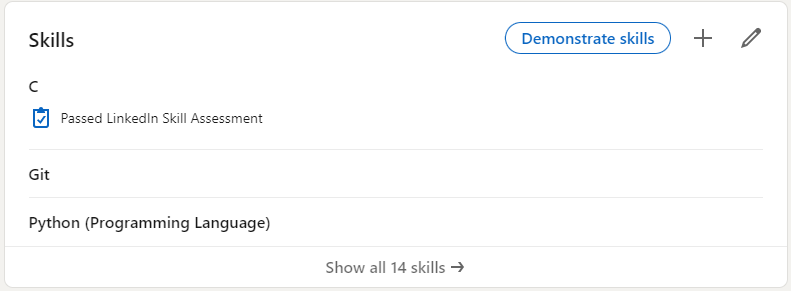 Skills
Demonstrate skills
C
Passed LinkedIn Skill Assessment
Git
Python (Programming Language)
Show all 14 skills →